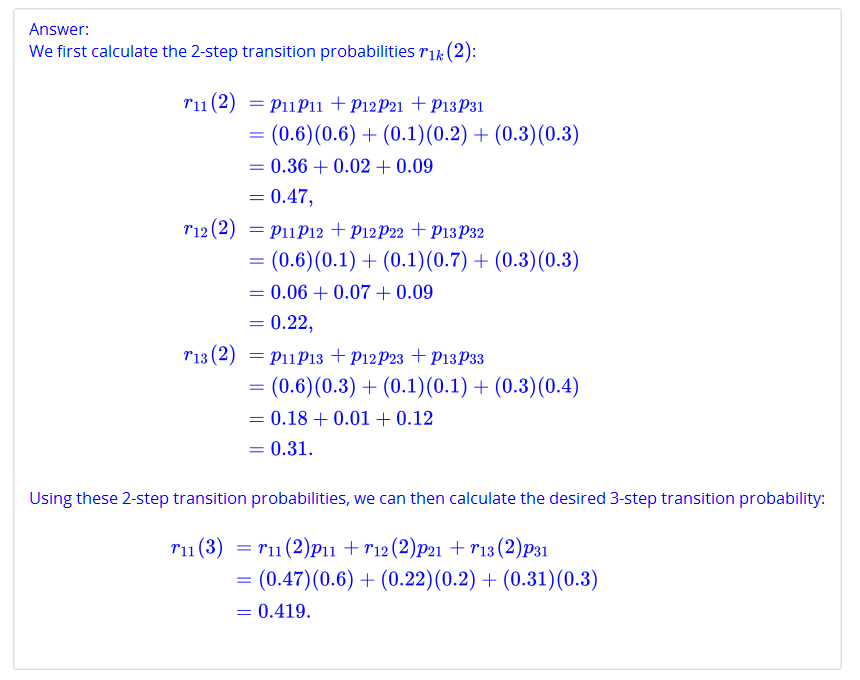 Answer:
We first calculate the 2-step transition probabilities r₁ₖ(2):
r₁₁(2) = p₁₁p₁₁ + p₁₂p₂₁ + p₁₃p₃₁
= (0.6)(0.6) + (0.1)(0.2) + (0.3)(0.3)
= 0.36 + 0.02 + 0.09
= 0.47,
r₁₂(2) = p₁₁p₁₂ + p₁₂p₂₂ + p₁₃p₃₂
= (0.6)(0.1) + (0.1)(0.7) + (0.3)(0.3)
= 0.06 + 0.07 + 0.09
= 0.22,
r₁₃(2) = p₁₁p₁₃ + p₁₂p₂₃ + p₁₃p₃₃
= (0.6)(0.3) + (0.1)(0.1) + (0.3)(0.4)
= 0.18 + 0.01 + 0.12
= 0.31.
Using these 2-step transition probabilities, we can then calculate the desired 3-step transition probability:
r₁₁(3) = r₁₁(2)p₁₁ + r₁₂(2)p₂₁ + r₁₃(2)p₃₁
= (0.47)(0.6) + (0.22)(0.2) + (0.31)(0.3)
= 0.419.